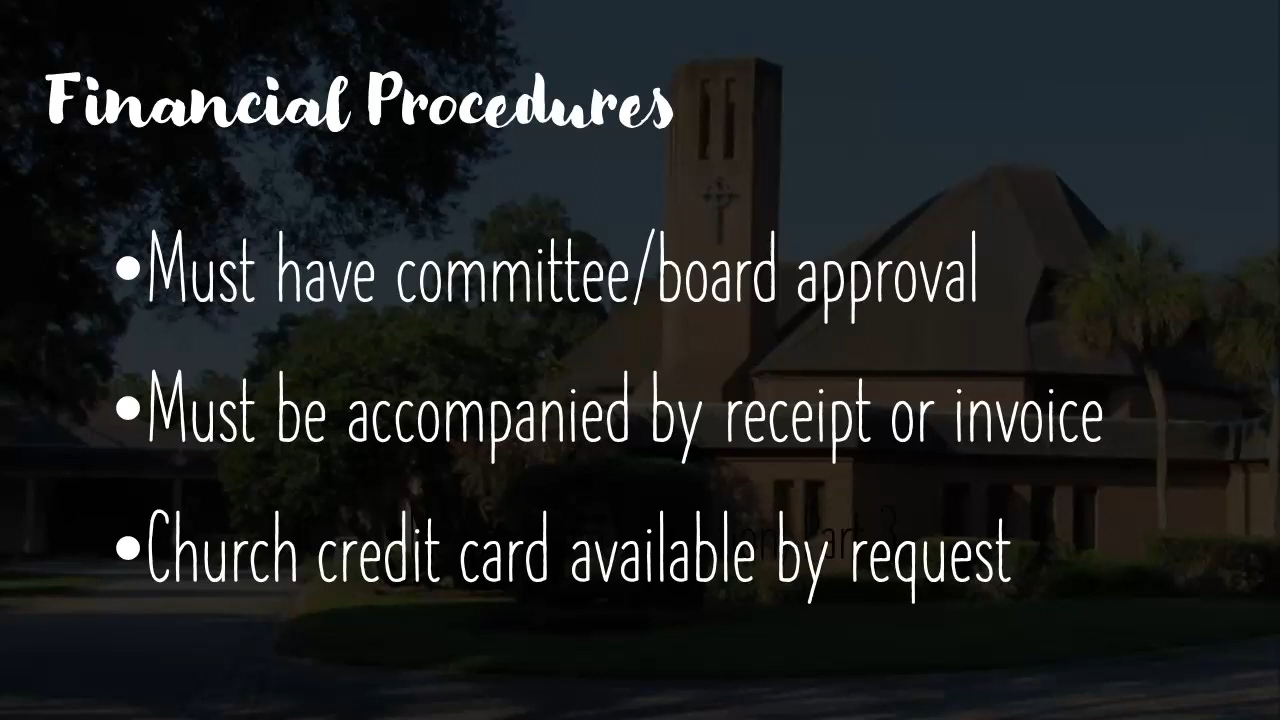 Financial Procedures
•Must have committee/board approval
•Must be accompanied by receipt or invoice
•Church credit card available by request